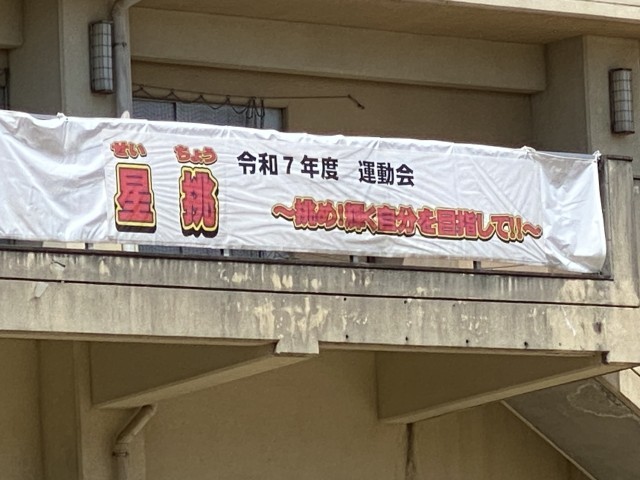 せい ちょう
星 挑
令和7年度 運動会
～挑め!輝く自分を目指して!!～